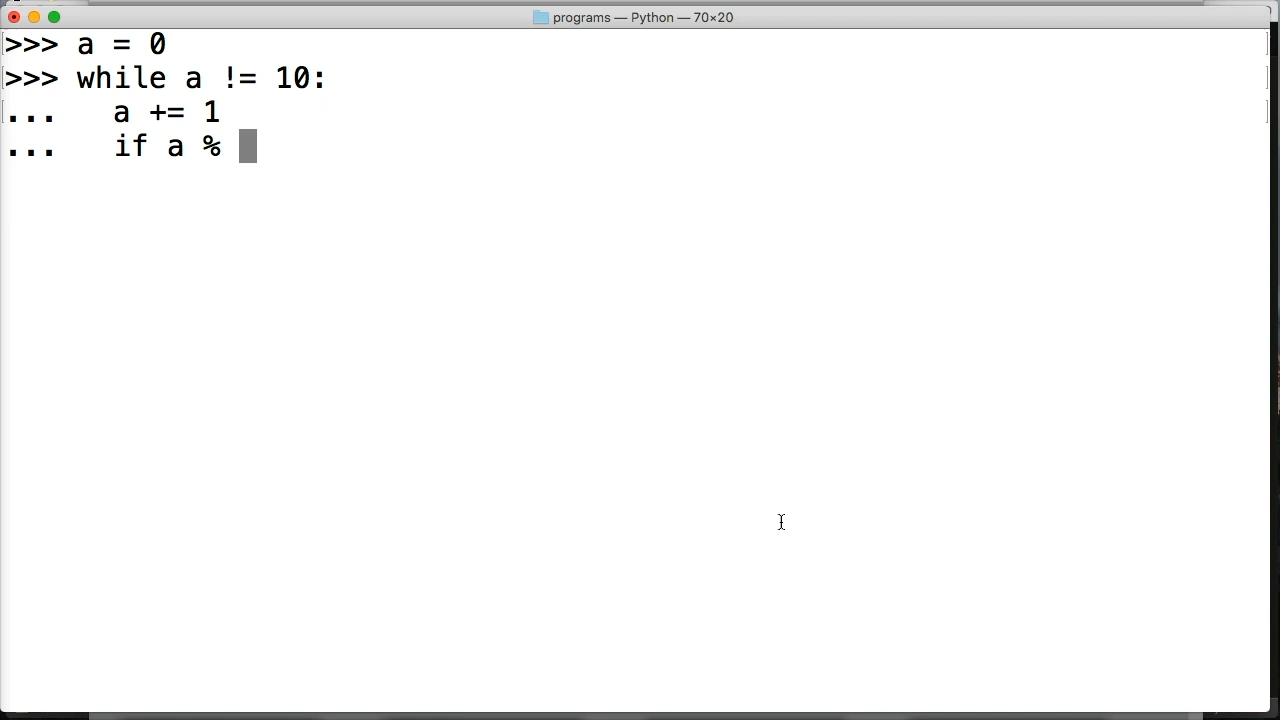 programs — Python — 70×20
>>> a = 0
>>> while a != 10:
...   a += 1
...   if a %